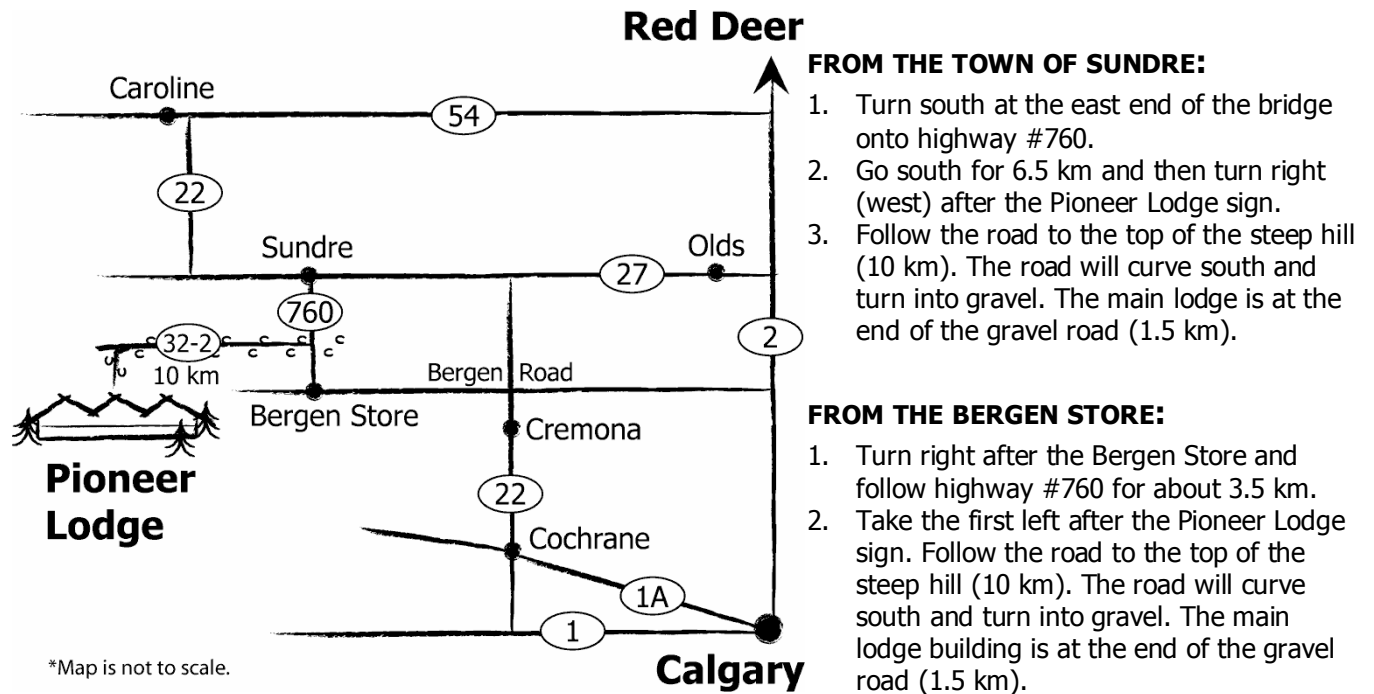 Red Deer
Caroline
54
22
Sundre
Olds
27
760
2
32-2
10 km
Bergen Road
Bergen Store
Cremona
Pioneer
Lodge
22
Cochrane
1A
1
*Map is not to scale.
Calgary
FROM THE TOWN OF SUNDRE:
1. Turn south at the east end of the bridge
onto highway #760.
2. Go south for 6.5 km and then turn right
(west) after the Pioneer Lodge sign.
3. Follow the road to the top of the steep hill
(10 km). The road will curve south and
turn into gravel. The main lodge is at the
end of the gravel road (1.5 km).
FROM THE BERGEN STORE:
1. Turn right after the Bergen Store and
follow highway #760 for about 3.5 km.
2. Take the first left after the Pioneer Lodge
sign. Follow the road to the top of the
steep hill (10 km). The road will curve
south and turn into gravel. The main
lodge building is at the end of the gravel
road (1.5 km).